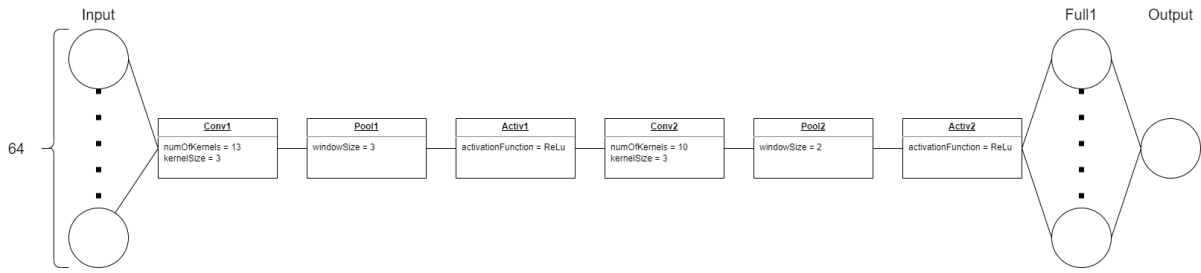 Input
Full1
Output
64
Conv1
numOfKernels = 13
kernelSize = 3
Pool1
windowSize = 3
Activ1
activationFunction = ReLu
Conv2
numOfKernels = 10
kernelSize = 3
Pool2
windowSize = 2
Activ2
activationFunction = ReLu